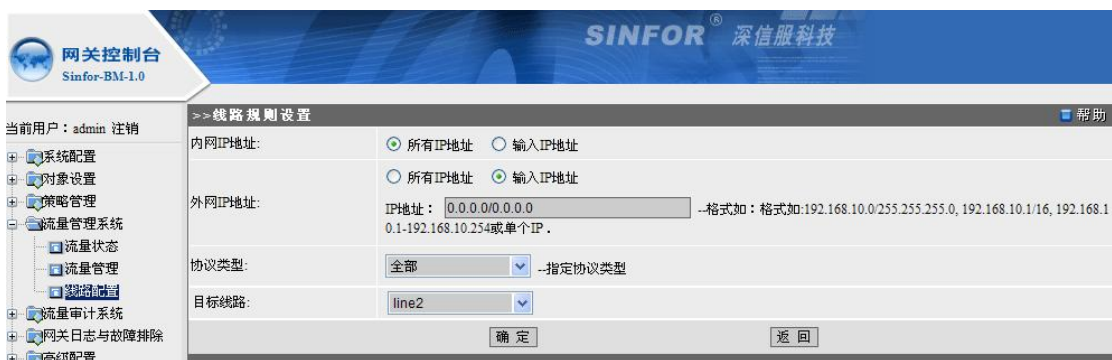 网关控制台
Sinfor-BM-1.0
SINFOR® 深信服科技
当前用户：admin 注销
系统配置
对象设置
策略管理
流量管理系统
流量状态
流量管理
线路配置
流量审计系统
网关日志与故障排除
高级配置
>>线路规则设置
帮助
内网IP地址:
所有IP地址 输入IP地址
外网IP地址:
所有IP地址 输入IP地址
IP地址： 0.0.0.0/0.0.0.0 --格式如：格式如:192.168.10.0/255.255.255.0, 192.168.10.1/16, 192.168.1
0.1-192.168.10.254或单个IP．
协议类型:
全部 --指定协议类型
目标线路:
line2
确 定 返 回